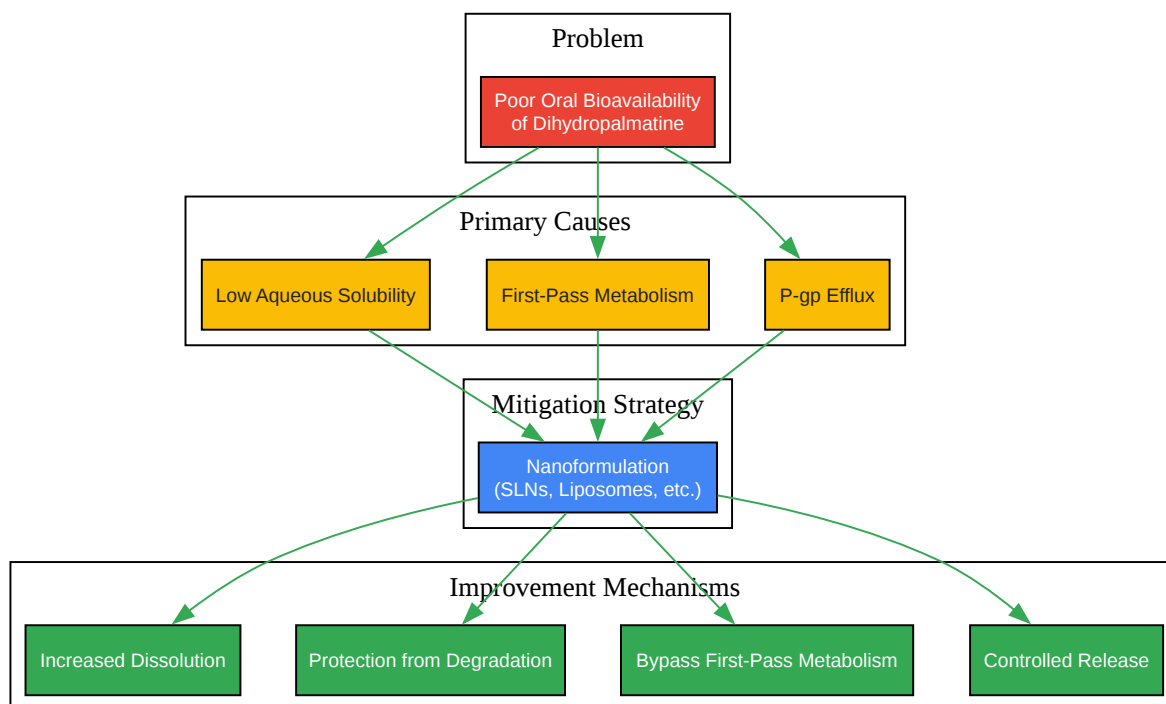 Problem
Poor Oral Bioavailability
of Dihydropalmatine
Primary Causes
Low Aqueous Solubility
First-Pass Metabolism
P-gp Efflux
Mitigation Strategy
Nanoformulation
(SLNs, Liposomes, etc.)
Improvement Mechanisms
Increased Dissolution
Protection from Degradation
Bypass First-Pass Metabolism
Controlled Release